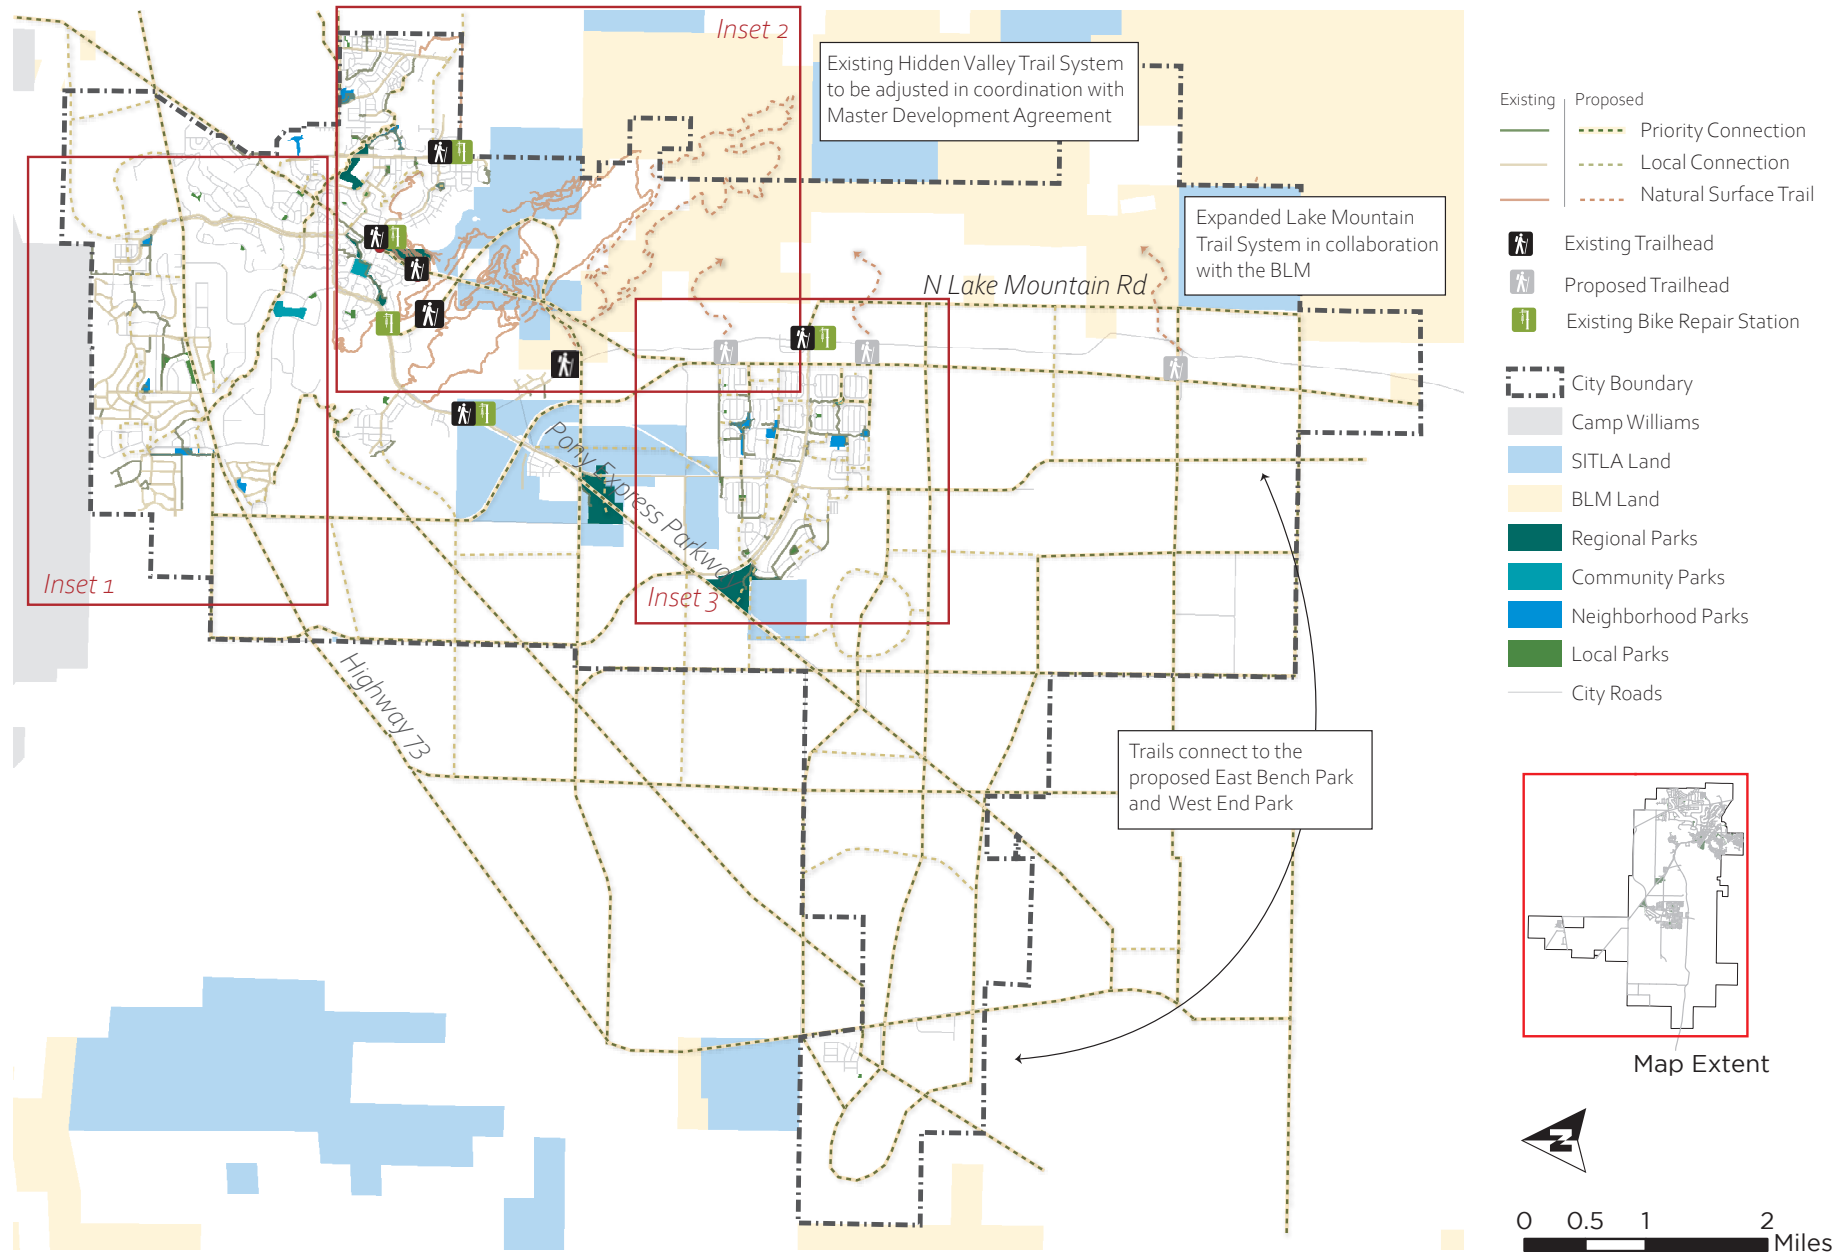 Inset 2
Existing Hidden Valley Trail System
to be adjusted in coordination with
Master Development Agreement
Expanded Lake Mountain
Trail System in collaboration
with the BLM
N Lake Mountain Rd
Pony Express Parkway
Inset 1
Inset 3
Highway 73
Trails connect to the
proposed East Bench Park
and West End Park
Existing Proposed
Priority Connection
Local Connection
Natural Surface Trail
Existing Trailhead
Proposed Trailhead
Existing Bike Repair Station
City Boundary
Camp Williams
SITLA Land
BLM Land
Regional Parks
Community Parks
Neighborhood Parks
Local Parks
City Roads
Map Extent
N
0 0.5 1 2
Miles